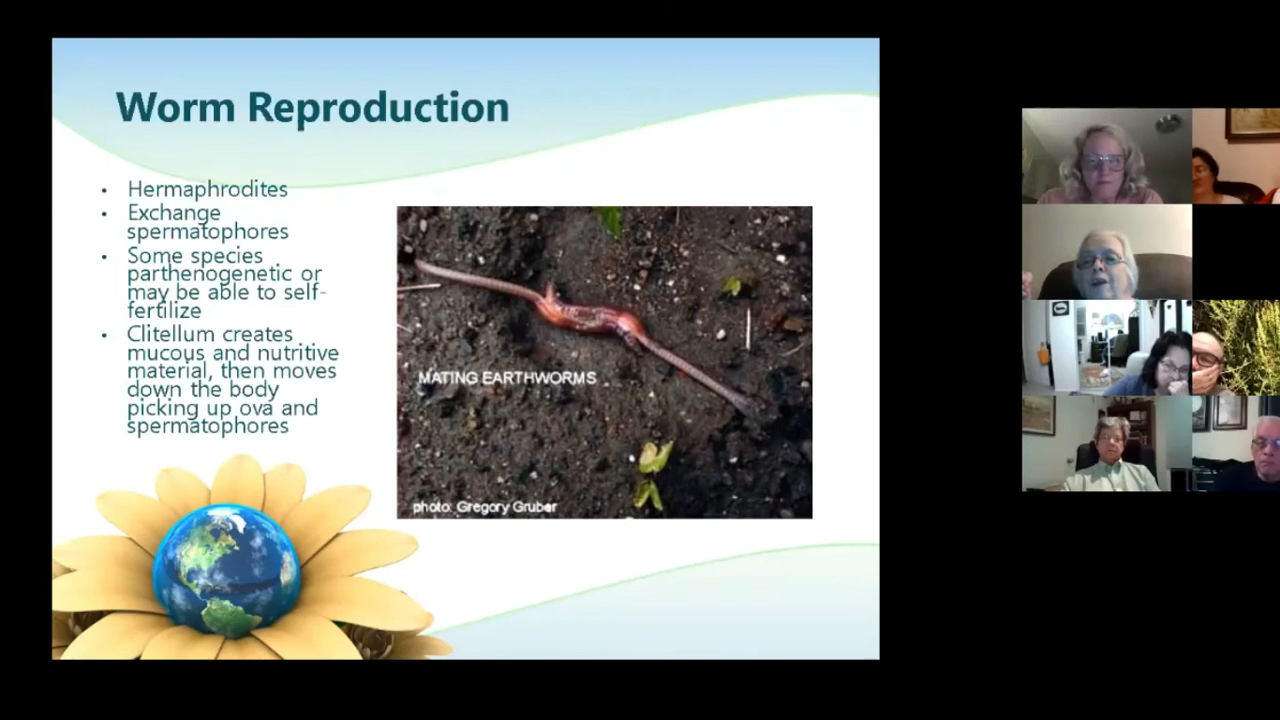 Worm Reproduction
• Hermaphrodites
• Exchange
spermatophores
• Some species
parthenogenetic or
may be able to self-
fertilize
• Clitellum creates
mucous and nutritive
material, then moves
down the body
picking up ova and
spermatophores
MATING EARTHWORMS
photo: Gregory Gruber